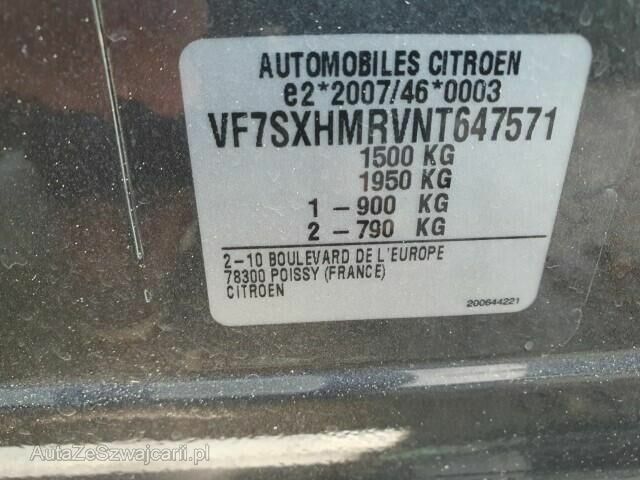 AUTOMOBILES CITROEN
e2*2007/46*0003
VF7SXHMRVNT647571
1500 KG
1950 KG
1 – 900 KG
2 – 790 KG
2–10 BOULEVARD DE L'EUROPE
78300 POISSY (FRANCE)
CITROEN
200644221
AutaZeSzwajcarii.pl